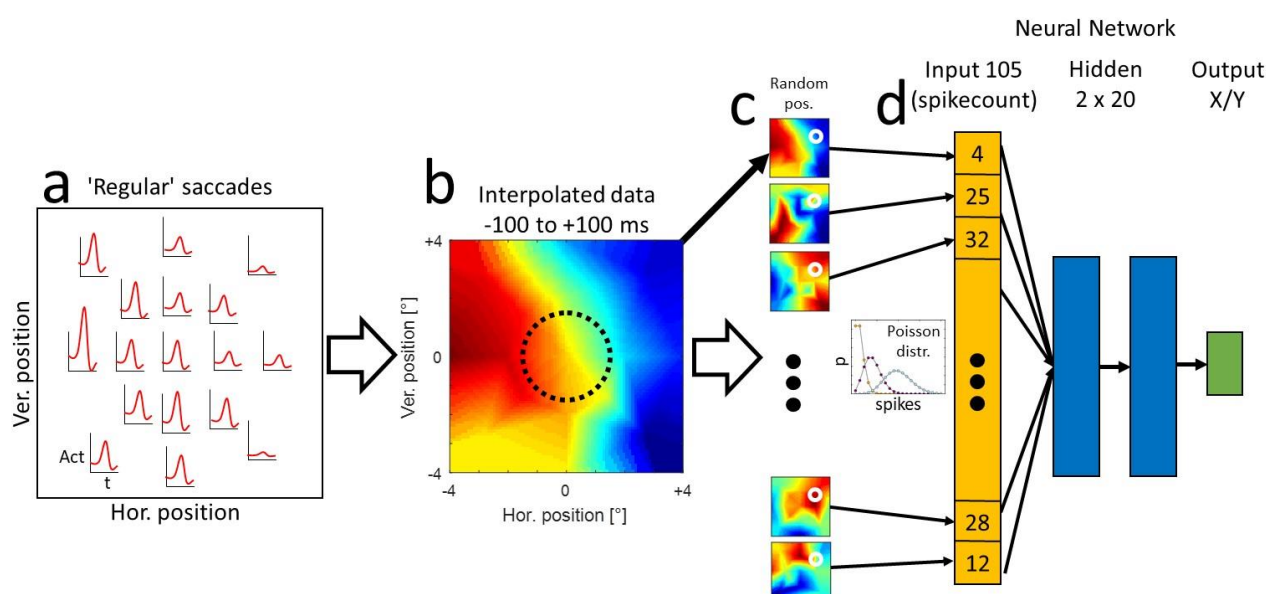 Neural Network
Input 105
(spikecount)
Hidden
2 x 20
Output
X/Y
a
'Regular' saccades
Ver. position
Act
t
Hor. position
b
Interpolated data
-100 to +100 ms
+4
0
-4
Ver. position [°]
-4
0
+4
Hor. position [°]
c
Random
pos.
Poisson
distr.
p
spikes
d
4
25
32
28
12